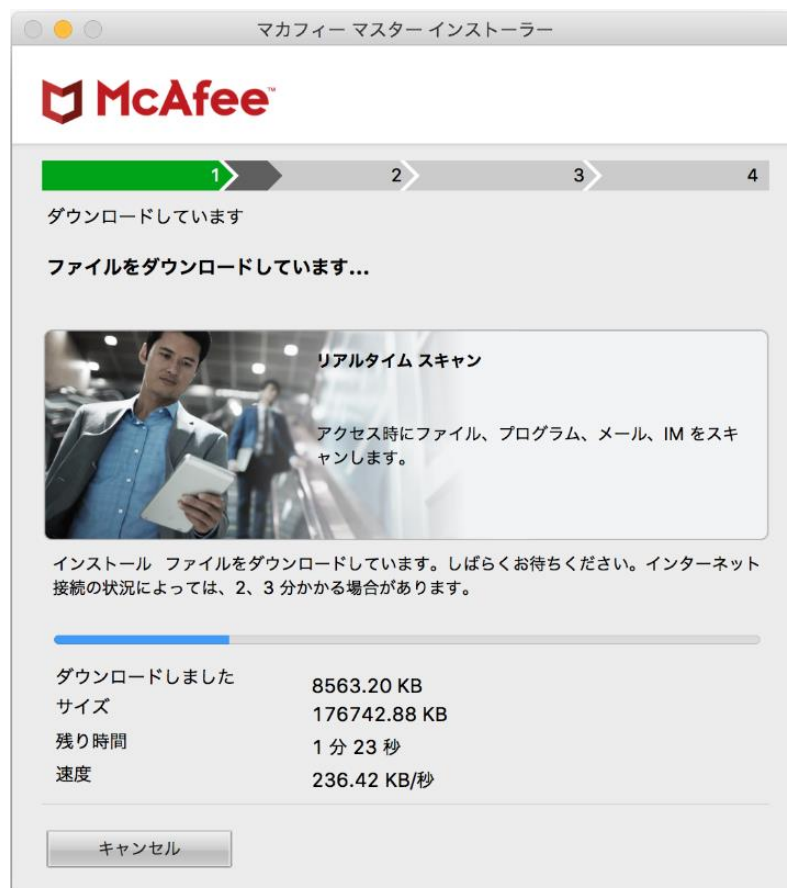 マカフィー マスター インストーラー
McAfee™
1 2 3 4
ダウンロードしています
ファイルをダウンロードしています...
リアルタイム スキャン
アクセス時にファイル、プログラム、メール、IM をスキ
ャンします。
インストール ファイルをダウンロードしています。しばらくお待ちください。インターネット
接続の状況によっては、2、3 分かかる場合があります。
ダウンロードしました 8563.20 KB
サイズ 176742.88 KB
残り時間 1 分 23 秒
速度 236.42 KB/秒
キャンセル